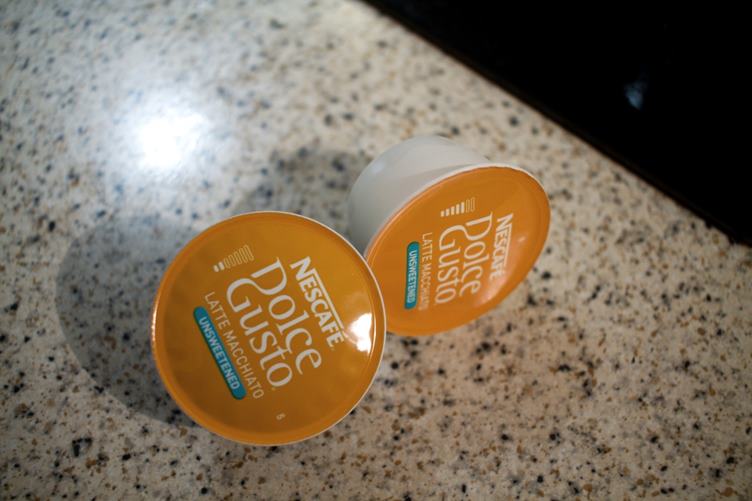 NESCAFÉ
Dolce
Gusto
LATTE MACCHIATO
UNSWEETENED
NESCAFÉ
Dolce
Gusto
LATTE MACCHIATO
UNSWEETENED